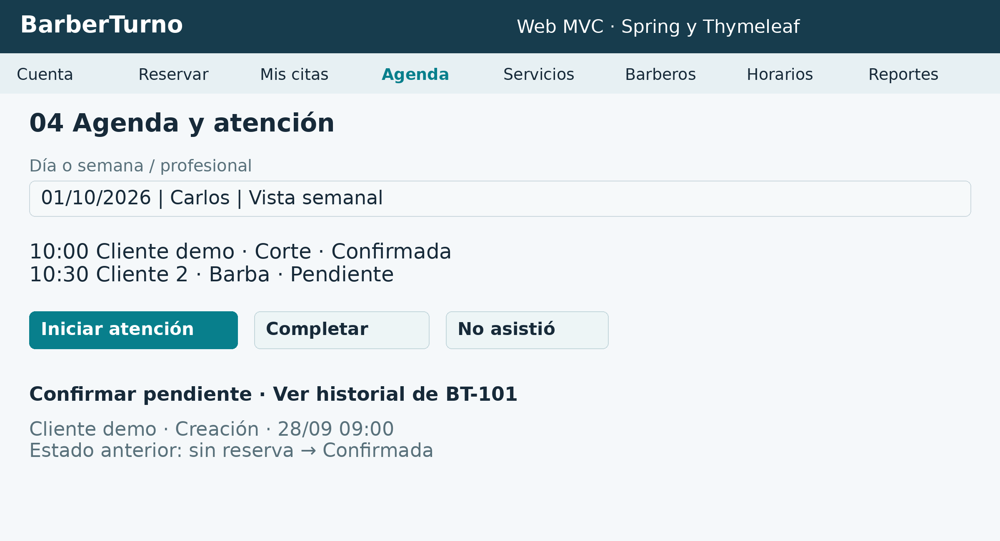 BarberTurno
Web MVC · Spring y Thymeleaf
Cuenta
Reservar
Mis citas
Agenda
Servicios
Barberos
Horarios
Reportes
04 Agenda y atención
Día o semana / profesional
01/10/2026 | Carlos | Vista semanal
10:00 Cliente demo · Corte · Confirmada
10:30 Cliente 2 · Barba · Pendiente
Iniciar atención
Completar
No asistió
Confirmar pendiente · Ver historial de BT-101
Cliente demo · Creación · 28/09 09:00
Estado anterior: sin reserva → Confirmada